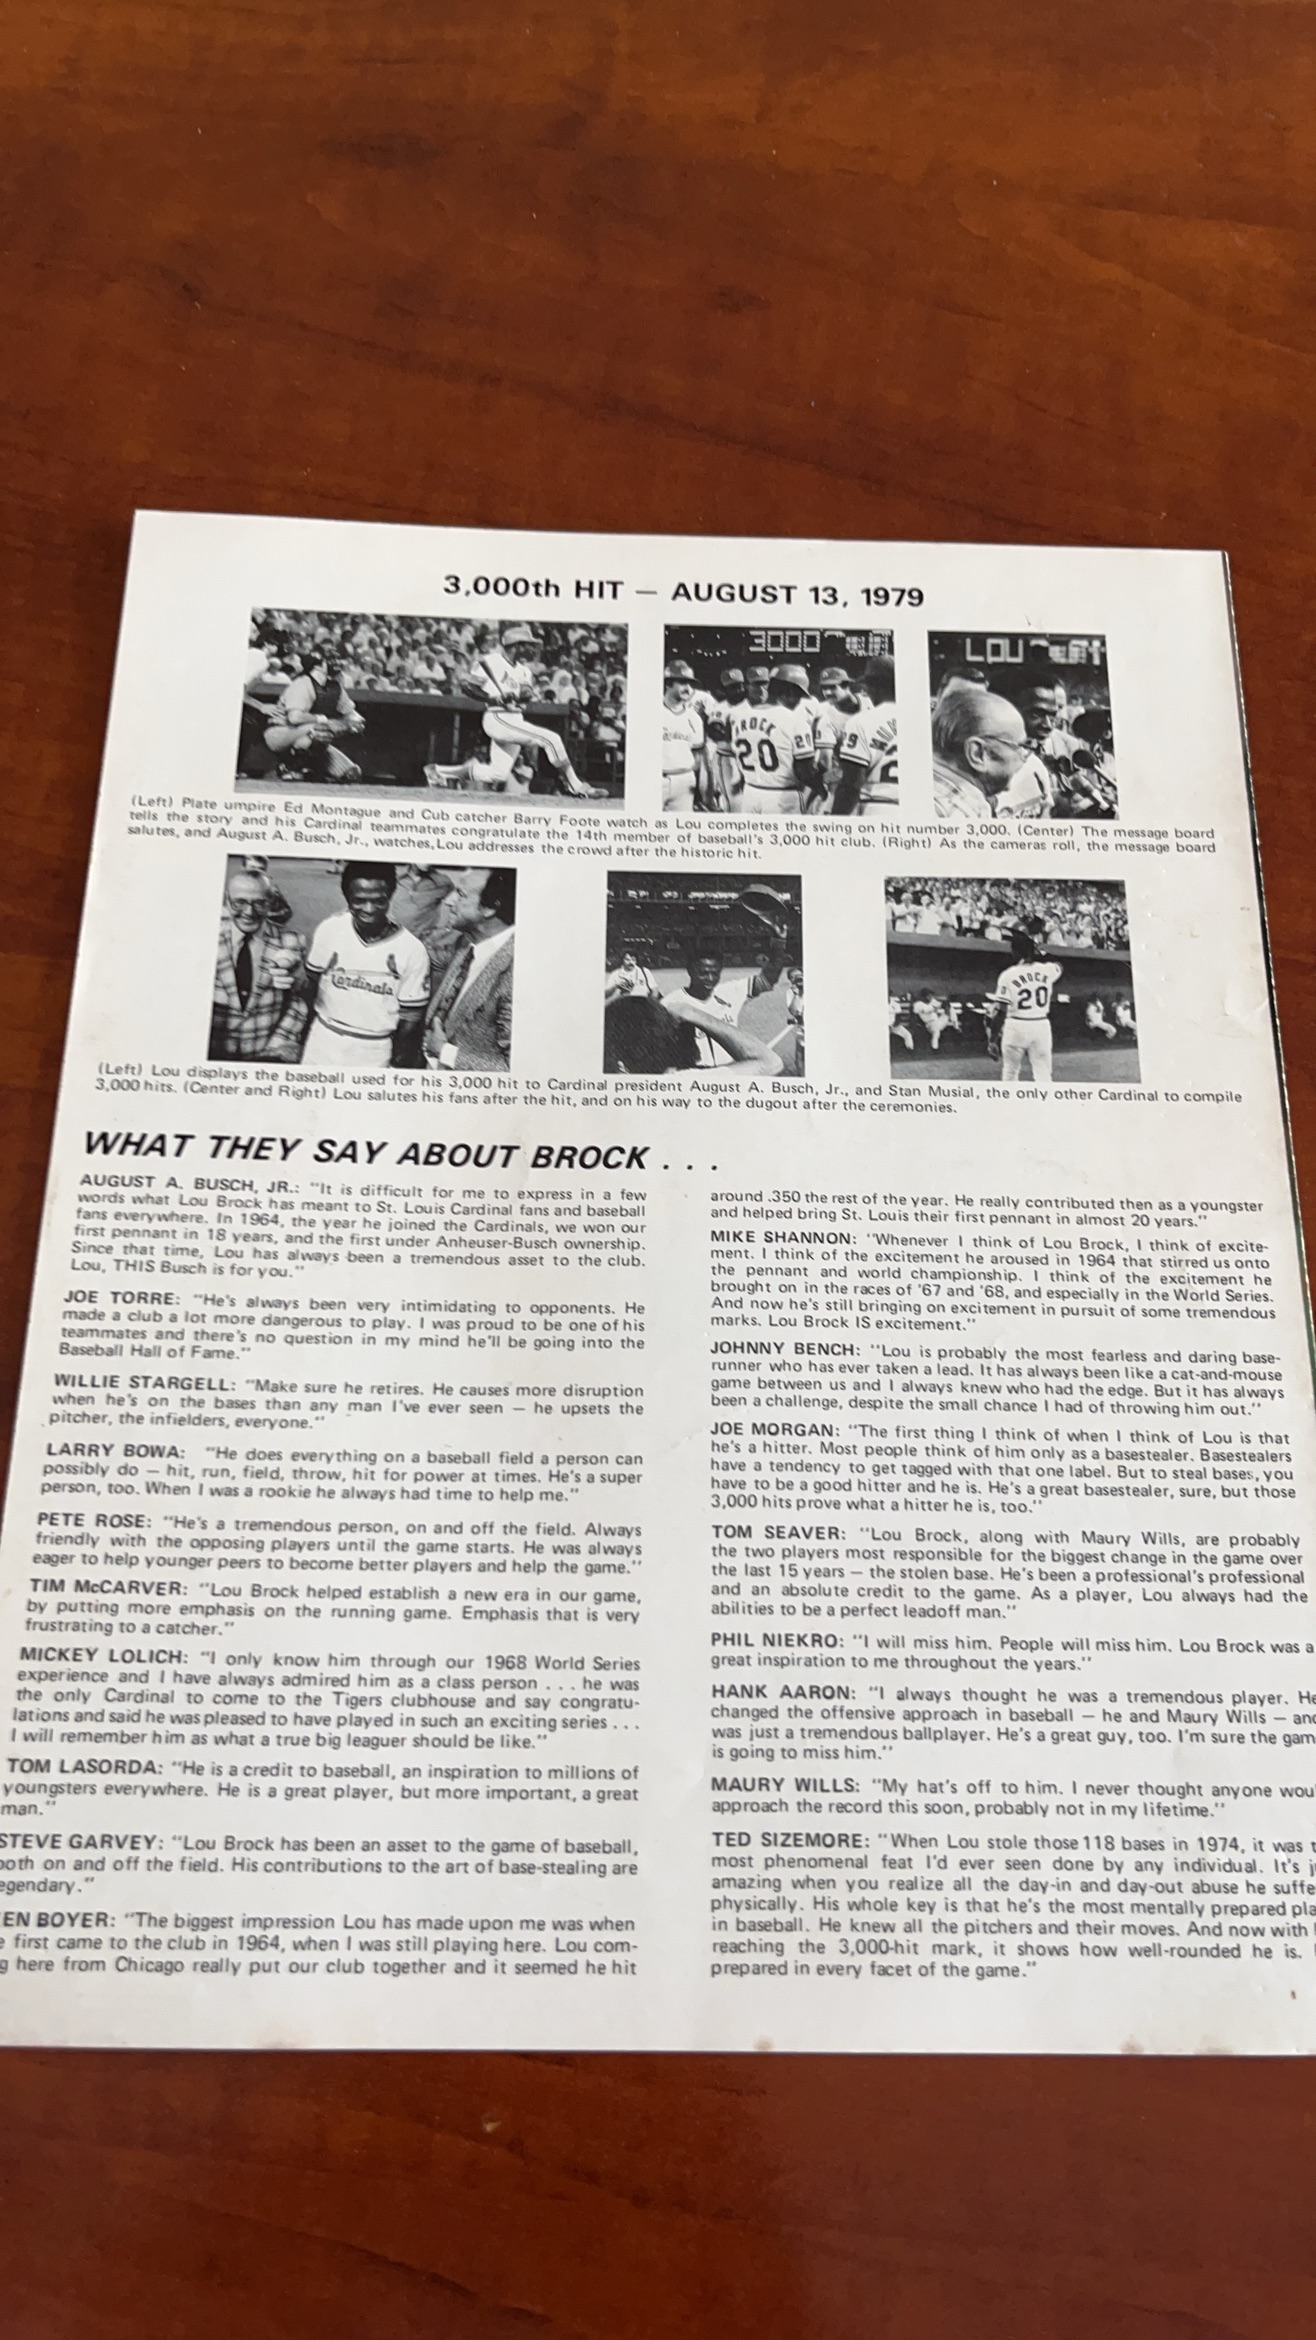 3,000th HIT — AUGUST 13, 1979
3000
LOU
BROCK
20
9
(Left) Plate umpire Ed Montague and Cub catcher Barry Foote watch as Lou completes the swing on hit number 3,000. (Center) The message board
tells the story and his Cardinal teammates congratulate the 14th member of baseball's 3,000 hit club. (Right) As the cameras roll, the message board
salutes, and August A. Busch, Jr., watches, Lou addresses the crowd after the historic hit.
Cardinals
BROCK
20
(Left) Lou displays the baseball used for his 3,000 hit to Cardinal president August A. Busch, Jr., and Stan Musial, the only other Cardinal to compile
3,000 hits. (Center and Right) Lou salutes his fans after the hit, and on his way to the dugout after the ceremonies.
WHAT THEY SAY ABOUT BROCK . . .
AUGUST A. BUSCH, JR.: "It is difficult for me to express in a few
words what Lou Brock has meant to St. Louis Cardinal fans and baseball
fans everywhere. In 1964, the year he joined the Cardinals, we won our
first pennant in 18 years, and the first under Anheuser-Busch ownership.
Since that time, Lou has always been a tremendous asset to the club.
Lou, THIS Busch is for you."
JOE TORRE: "He's always been very intimidating to opponents. He
made a club a lot more dangerous to play. I was proud to be one of his
teammates and there's no question in my mind he'll be going into the
Baseball Hall of Fame."
WILLIE STARGELL: "Make sure he retires. He causes more disruption
when he's on the bases than any man I've ever seen — he upsets the
pitcher, the infielders, everyone."
LARRY BOWA: "He does everything on a baseball field a person can
possibly do — hit, run, field, throw, hit for power at times. He's a super
person, too. When I was a rookie he always had time to help me."
PETE ROSE: "He's a tremendous person, on and off the field. Always
friendly with the opposing players until the game starts. He was always
eager to help younger peers to become better players and help the game."
TIM McCARVER: "Lou Brock helped establish a new era in our game,
by putting more emphasis on the running game. Emphasis that is very
frustrating to a catcher."
MICKEY LOLICH: "I only know him through our 1968 World Series
experience and I have always admired him as a class person . . . he was
the only Cardinal to come to the Tigers clubhouse and say congratu-
lations and said he was pleased to have played in such an exciting series . . .
I will remember him as what a true big leaguer should be like."
TOM LASORDA: "He is a credit to baseball, an inspiration to millions of
youngsters everywhere. He is a great player, but more important, a great
man."
STEVE GARVEY: "Lou Brock has been an asset to the game of baseball,
both on and off the field. His contributions to the art of base-stealing are
egendary."
EN BOYER: "The biggest impression Lou has made upon me was when
e first came to the club in 1964, when I was still playing here. Lou com-
g here from Chicago really put our club together and it seemed he hit
around .350 the rest of the year. He really contributed then as a youngster
and helped bring St. Louis their first pennant in almost 20 years."
MIKE SHANNON: "Whenever I think of Lou Brock, I think of excite-
ment. I think of the excitement he aroused in 1964 that stirred us onto
the pennant and world championship. I think of the excitement he
brought on in the races of '67 and '68, and especially in the World Series.
And now he's still bringing on excitement in pursuit of some tremendous
marks. Lou Brock IS excitement."
JOHNNY BENCH: "Lou is probably the most fearless and daring base-
runner who has ever taken a lead. It has always been like a cat-and-mouse
game between us and I always knew who had the edge. But it has always
been a challenge, despite the small chance I had of throwing him out."
JOE MORGAN: "The first thing I think of when I think of Lou is that
he's a hitter. Most people think of him only as a basestealer. Basestealers
have a tendency to get tagged with that one label. But to steal bases, you
have to be a good hitter and he is. He's a great basestealer, sure, but those
3,000 hits prove what a hitter he is, too."
TOM SEAVER: "Lou Brock, along with Maury Wills, are probably
the two players most responsible for the biggest change in the game over
the last 15 years — the stolen base. He's been a professional's professional
and an absolute credit to the game. As a player, Lou always had the
abilities to be a perfect leadoff man."
PHIL NIEKRO: "I will miss him. People will miss him. Lou Brock was a
great inspiration to me throughout the years."
HANK AARON: "I always thought he was a tremendous player. He
changed the offensive approach in baseball — he and Maury Wills — and
was just a tremendous ballplayer. He's a great guy, too. I'm sure the gam
is going to miss him."
MAURY WILLS: "My hat's off to him. I never thought anyone wou
approach the record this soon, probably not in my lifetime."
TED SIZEMORE: "When Lou stole those 118 bases in 1974, it was t
most phenomenal feat I'd ever seen done by any individual. It's j
amazing when you realize all the day-in and day-out abuse he suffe
physically. His whole key is that he's the most mentally prepared pla
in baseball. He knew all the pitchers and their moves. And now with
reaching the 3,000-hit mark, it shows how well-rounded he is.
prepared in every facet of the game."